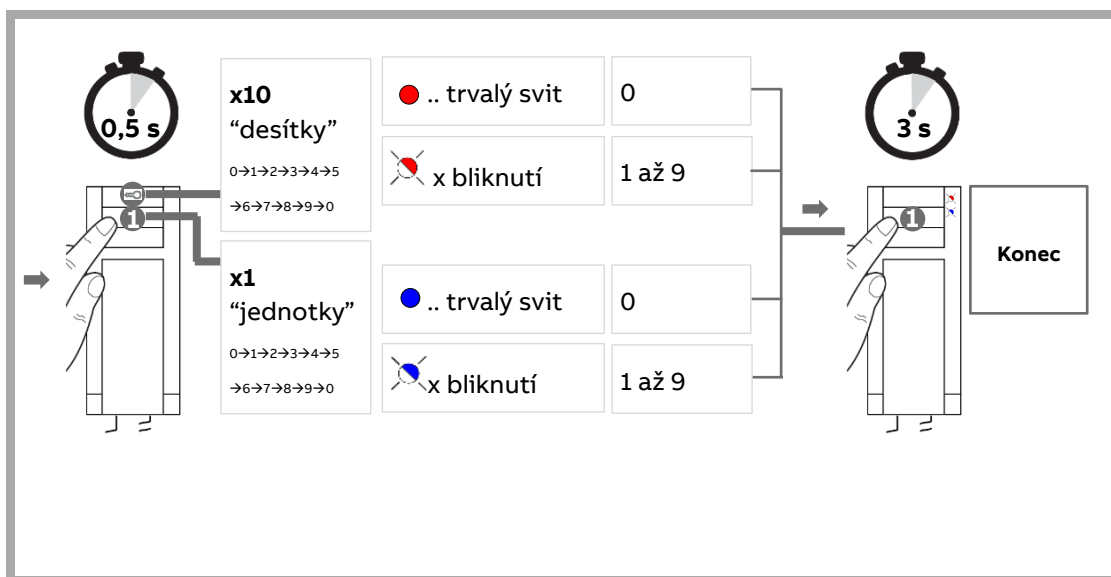 0,5 s
x10
“desítky”
0→1→2→3→4→5
→6→7→8→9→0
.. trvalý svit
0
x bliknutí
1 až 9
1
x1
“jednotky”
0→1→2→3→4→5
→6→7→8→9→0
.. trvalý svit
0
x bliknutí
1 až 9
3 s
1
Konec